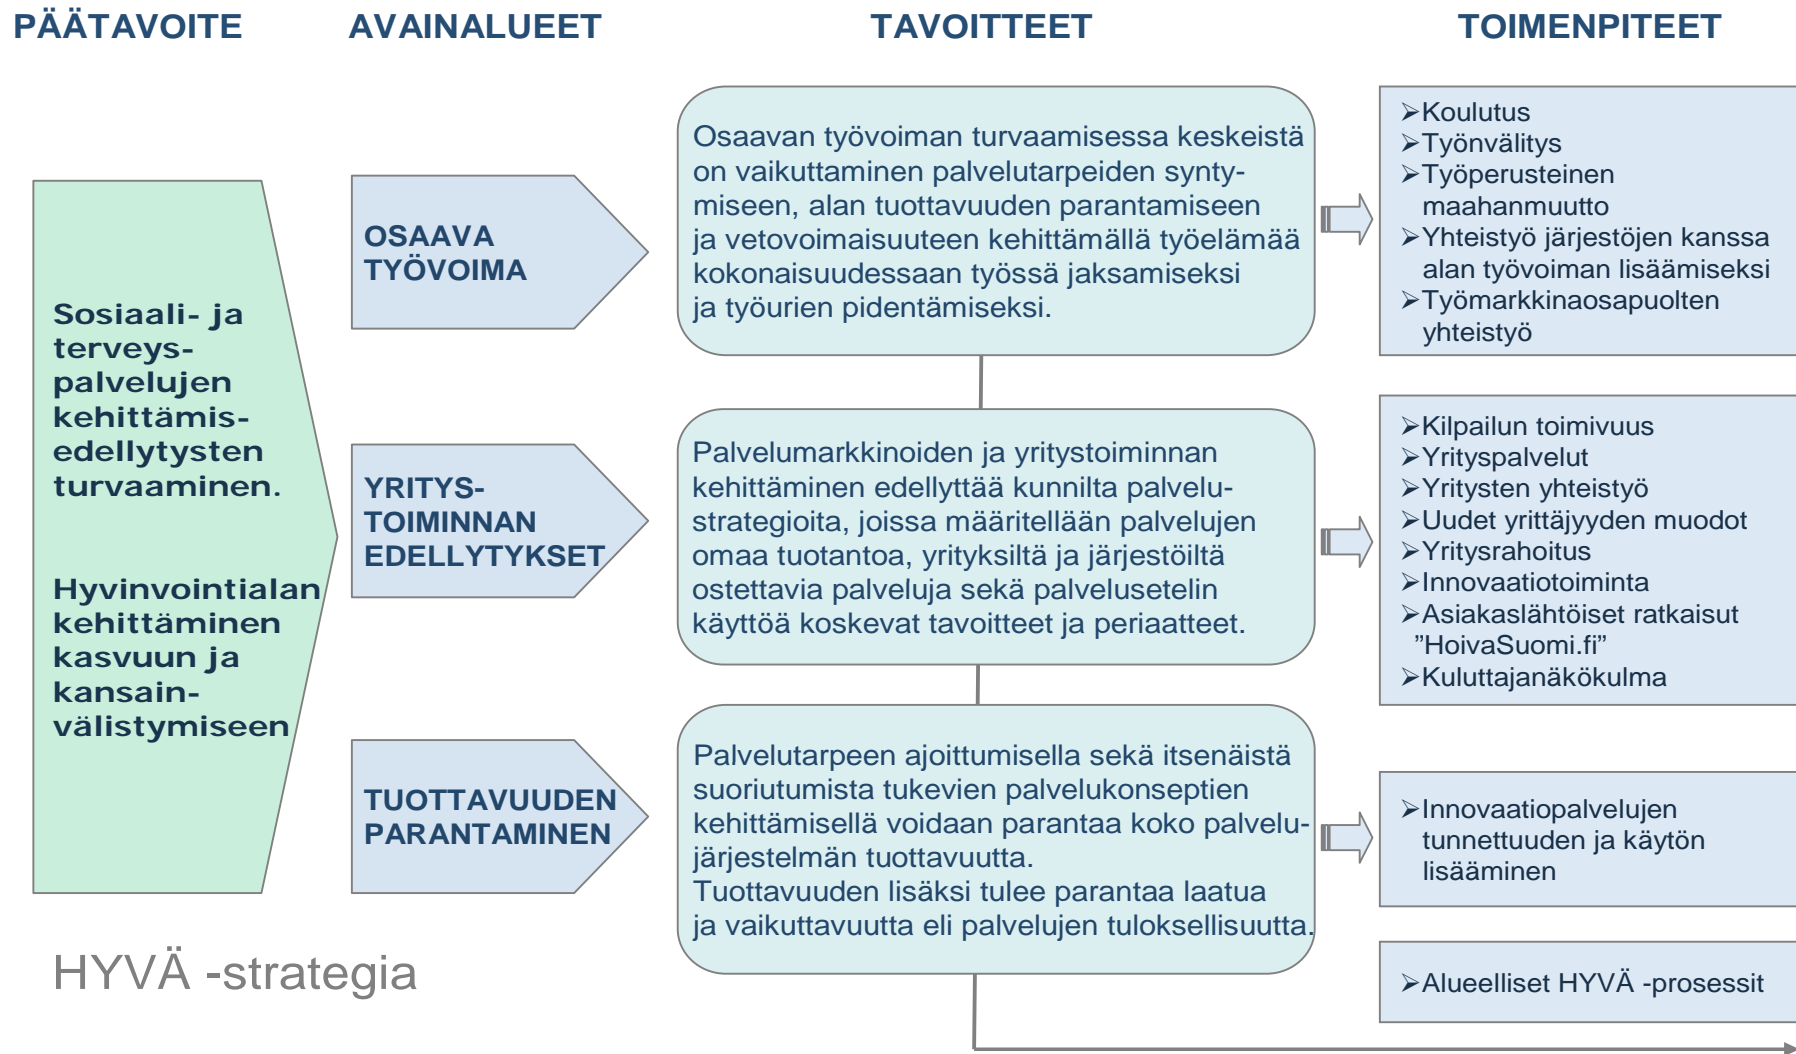 PÄÄTAVOITE
AVAINALUEET
TAVOITTEET
TOIMENPITEET
Sosiaali- ja
terveys-
palvelujen
kehittämis-
edellytysten
turvaaminen.
Hyvinvointialan
kehittäminen
kasvuun ja
kansain-
välistymiseen
OSAAVA
TYÖVOIMA
Osaavan työvoiman turvaamisessa keskeistä
on vaikuttaminen palvelutarpeiden synty-
miseen, alan tuottavuuden parantamiseen
ja vetovoimaisuuteen kehittämällä työelämää
kokonaisuudessaan työssä jaksamiseksi
ja työurien pidentämiseksi.
➢Koulutus
➢Työnvälitys
➢Työperusteinen
maahanmuutto
➢Yhteistyö järjestöjen kanssa
alan työvoiman lisäämiseksi
➢Työmarkkinaosapuolten
yhteistyö
YRITYS-
TOIMINNAN
EDELLYTYKSET
Palvelumarkkinoiden ja yritystoiminnan
kehittäminen edellyttää kunnilta palvelu-
strategioita, joissa määritellään palvelujen
omaa tuotantoa, yrityksiltä ja järjestöiltä
ostettavia palveluja sekä palvelusetelin
käyttöä koskevat tavoitteet ja periaatteet.
➢Kilpailun toimivuus
➢Yrityspalvelut
➢Yritysten yhteistyö
➢Uudet yrittäjyyden muodot
➢Yritysrahoitus
➢Innovaatiotoiminta
➢Asiakaslähtöiset ratkaisut
”HoivaSuomi.fi”
➢Kuluttajanäkökulma
TUOTTAVUUDEN
PARANTAMINEN
Palvelutarpeen ajoittumisella sekä itsenäistä
suoriutumista tukevien palvelukonseptien
kehittämisellä voidaan parantaa koko palvelu-
järjestelmän tuottavuutta.
Tuottavuuden lisäksi tulee parantaa laatua
ja vaikuttavuutta eli palvelujen tuloksellisuutta.
➢Innovaatiopalvelujen
tunnettuuden ja käytön
lisääminen
➢Alueelliset HYVÄ -prosessit
HYVÄ -strategia